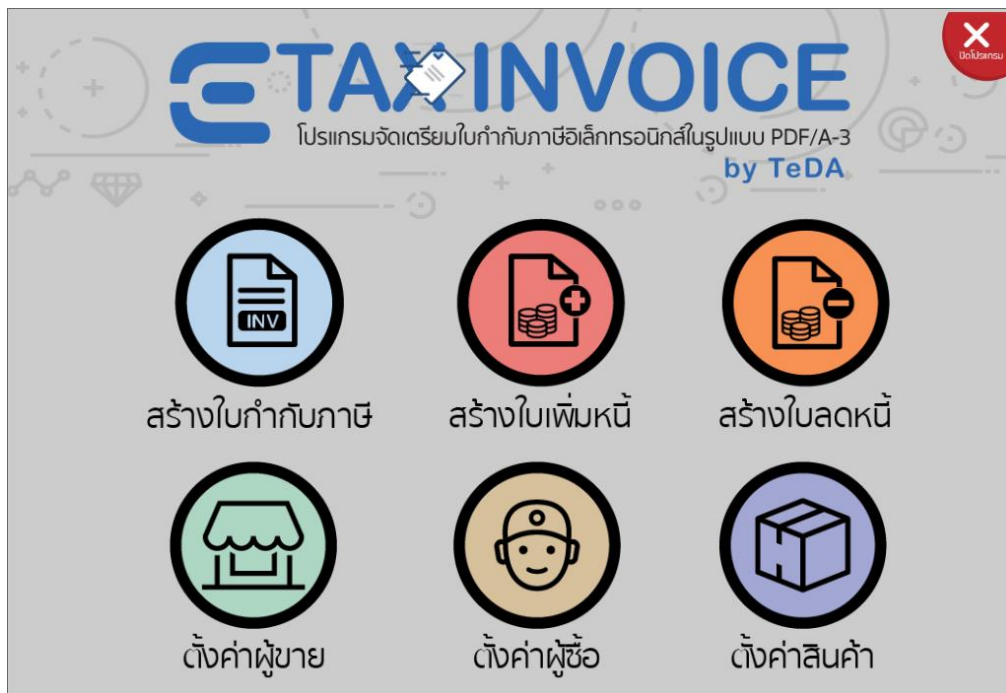 ETAXINVOICE
ปิดโปรแกรม
โปรแกรมจัดเตรียมใบกำกับภาษีอิเล็กทรอนิกส์ในรูปแบบ PDF/A-3
by TeDA
INV
สร้างใบกำกับภาษี
สร้างใบเพิ่มหนี้
สร้างใบลดหนี้
ตั้งค่าผู้ขาย
ตั้งค่าผู้ซื้อ
ตั้งค่าสินค้า